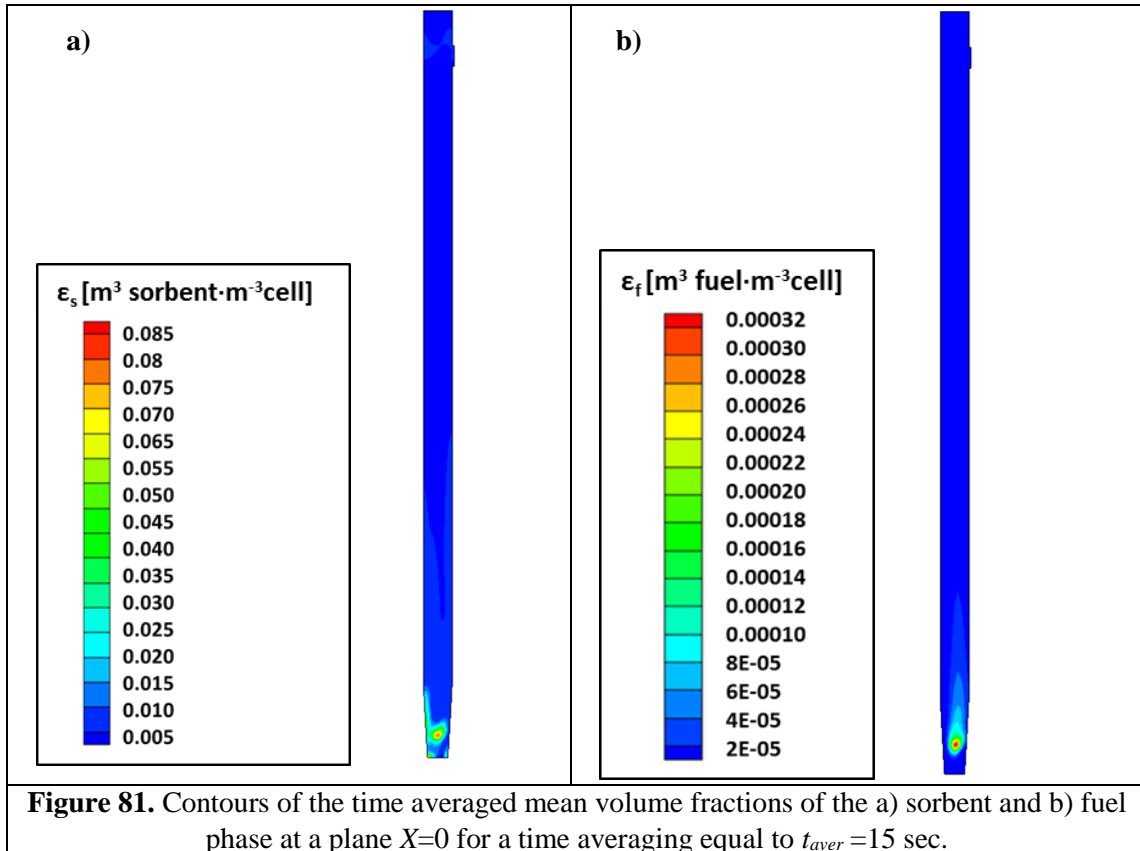 a)
ε_s [m³ sorbent·m⁻³cell]
0.085
0.08
0.075
0.070
0.065
0.055
0.050
0.045
0.040
0.035
0.030
0.025
0.020
0.015
0.010
0.005
b)
ε_f [m³ fuel·m⁻³cell]
0.00032
0.00030
0.00028
0.00026
0.00024
0.00022
0.00020
0.00018
0.00016
0.00014
0.00012
0.00010
8E-05
6E-05
4E-05
2E-05
Figure 81. Contours of the time averaged mean volume fractions of the a) sorbent and b) fuel
phase at a plane X=0 for a time averaging equal to t_aver =15 sec.